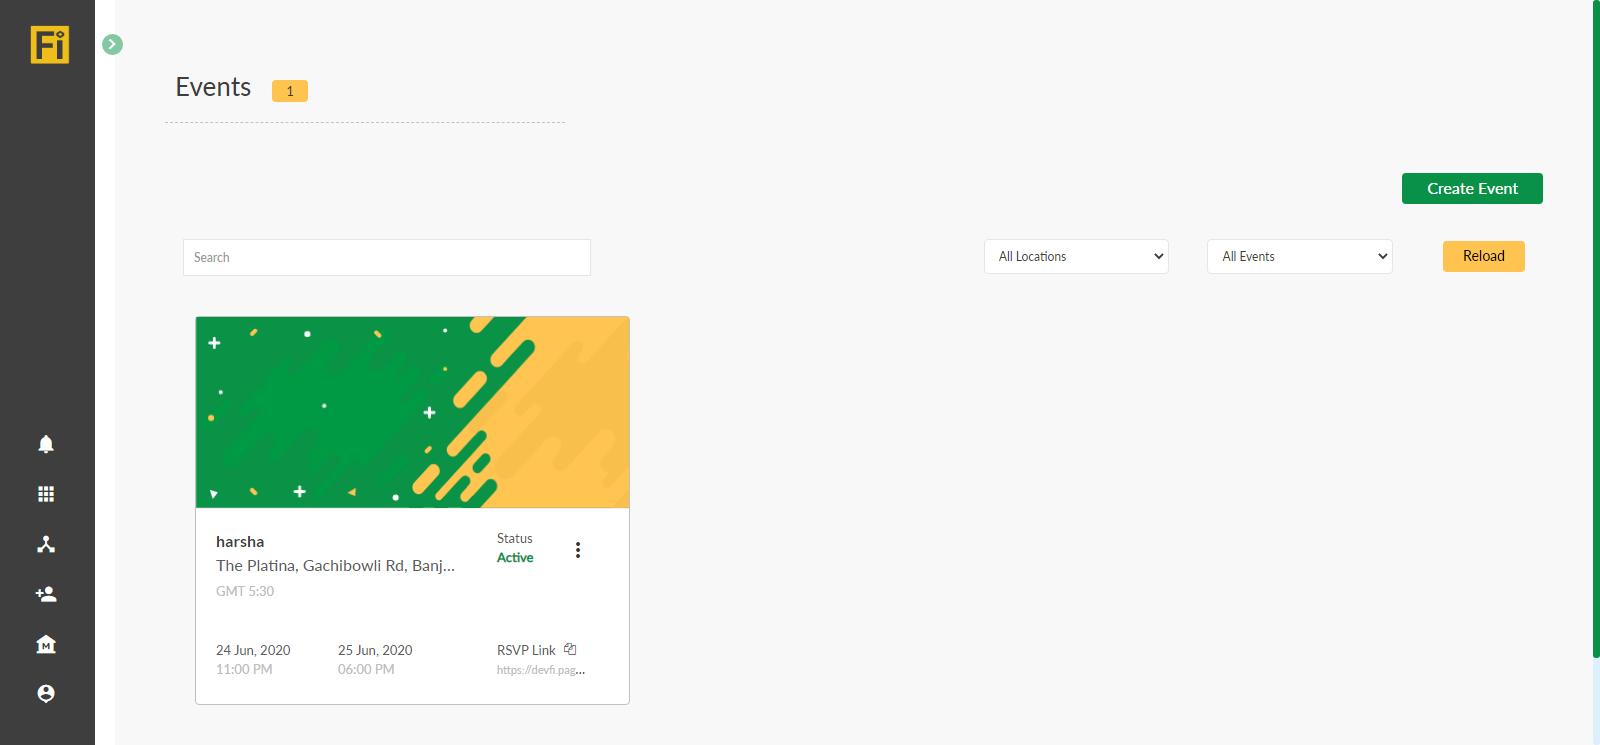 Fi
Events 1
Create Event
Search
All Locations
All Events
Reload
harsha
The Platina, Gachibowli Rd, Banj...
GMT 5:30
Status
Active
24 Jun, 2020
11:00 PM
25 Jun, 2020
06:00 PM
RSVP Link
https://devfi.pag...
M